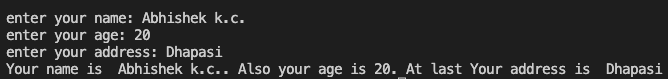 enter your name: Abhishek k.c.
enter your age: 20
enter your address: Dhapasi
Your name is  Abhishek k.c.. Also your age is 20. At last Your address is  Dhapasi